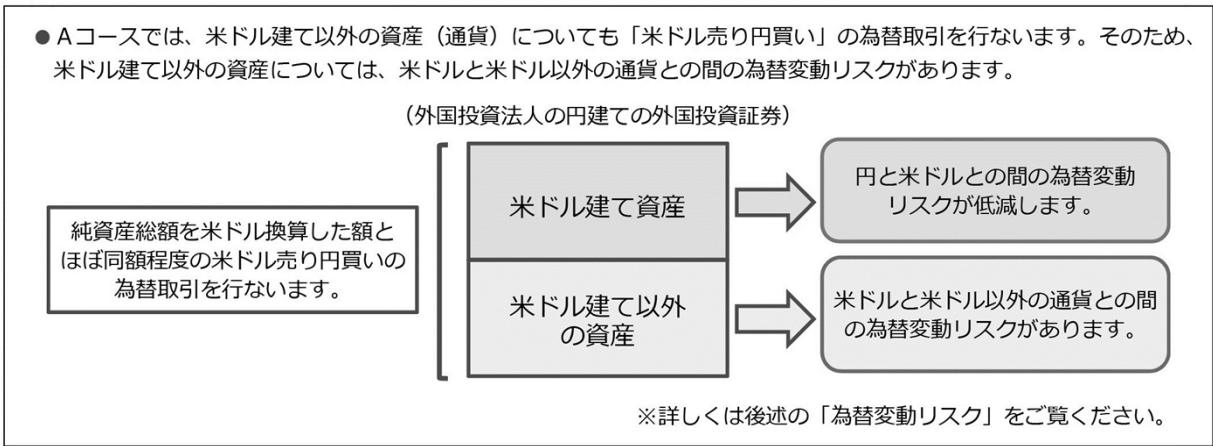 ● Aコースでは、米ドル建て以外の資産（通貨）についても「米ドル売り円買い」の為替取引を行ないます。そのため、
米ドル建て以外の資産については、米ドルと米ドル以外の通貨との間の為替変動リスクがあります。
（外国投資法人の円建ての外国投資証券）
純資産総額を米ドル換算した額と
ほぼ同額程度の米ドル売り円買いの
為替取引を行ないます。
米ドル建て資産
円と米ドルとの間の為替変動
リスクが低減します。
米ドル建て以外
の資産
米ドルと米ドル以外の通貨との間
の為替変動リスクがあります。
※詳しくは後述の「為替変動リスク」をご覧ください。